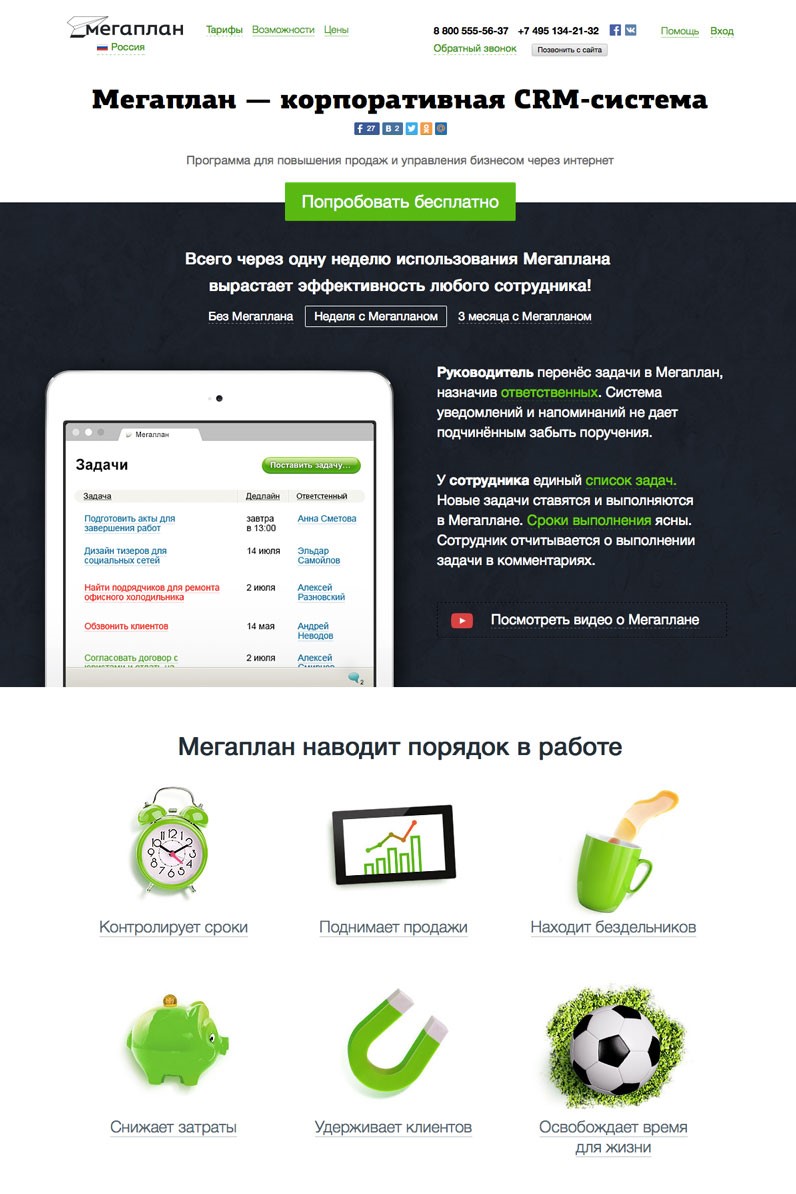 мегаплан
Россия
Тарифы Возможности Цены
8 800 555-56-37 +7 495 134-21-32
Обратный звонок Позвонить с сайта
Помощь Вход
Мегаплан — корпоративная CRM-система
27 В 2
Программа для повышения продаж и управления бизнесом через интернет
Попробовать бесплатно
Всего через одну неделю использования Мегаплана
вырастает эффективность любого сотрудника!
Без Мегаплана Неделя с Мегапланом 3 месяца с Мегапланом
Мегаплан
Задачи
Поставить задачу...
Задача Дедлайн Ответстенный
Подготовить акты для
завершения работ
завтра
в 13:00
Анна Сметова
Дизайн тизеров для
социальных сетей
14 июля
Эльдар
Самойлов
Найти подрядчиков для ремонта
офисного холодильника
2 июля
Алексей
Разновский
Обзвонить клиентов
14 мая
Андрей
Неводов
Согласовать договор с
2 июля
Алексей
2
Руководитель перенёс задачи в Мегаплан,
назначив ответственных. Система
уведомлений и напоминаний не дает
подчинённым забыть поручения.
У сотрудника единый список задач.
Новые задачи ставятся и выполняются
в Мегаплане. Сроки выполнения ясны.
Сотрудник отчитывается о выполнении
задачи в комментариях.
Посмотреть видео о Мегаплане
Мегаплан наводит порядок в работе
Контролирует сроки
Поднимает продажи
Находит бездельников
Снижает затраты
Удерживает клиентов
Освобождает время
для жизни